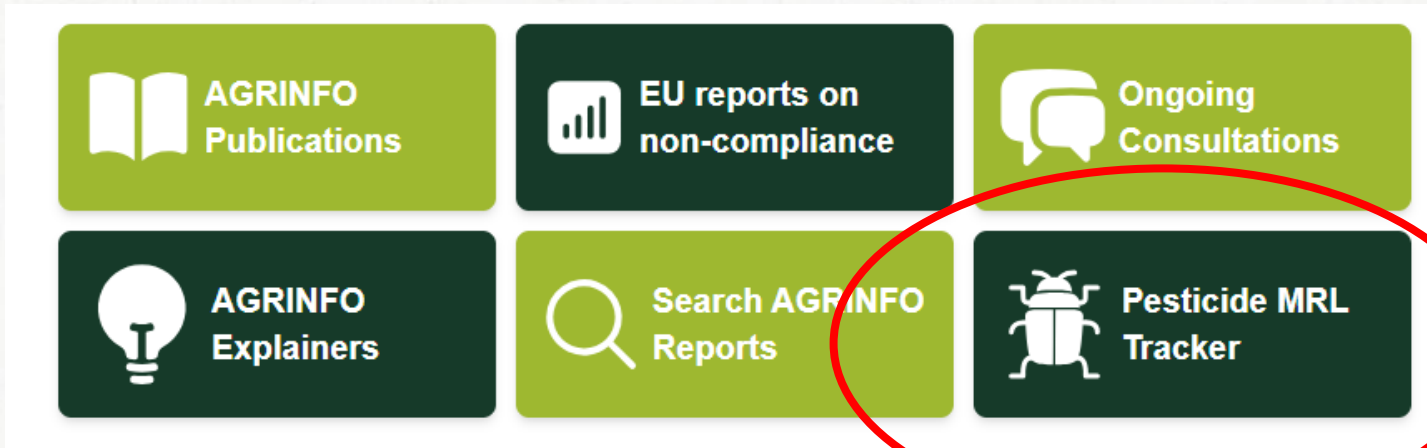 AGRINFO
Publications
EU reports on
non-compliance
Ongoing
Consultations
AGRINFO
Explainers
Search AGRINFO
Reports
Pesticide MRL
Tracker